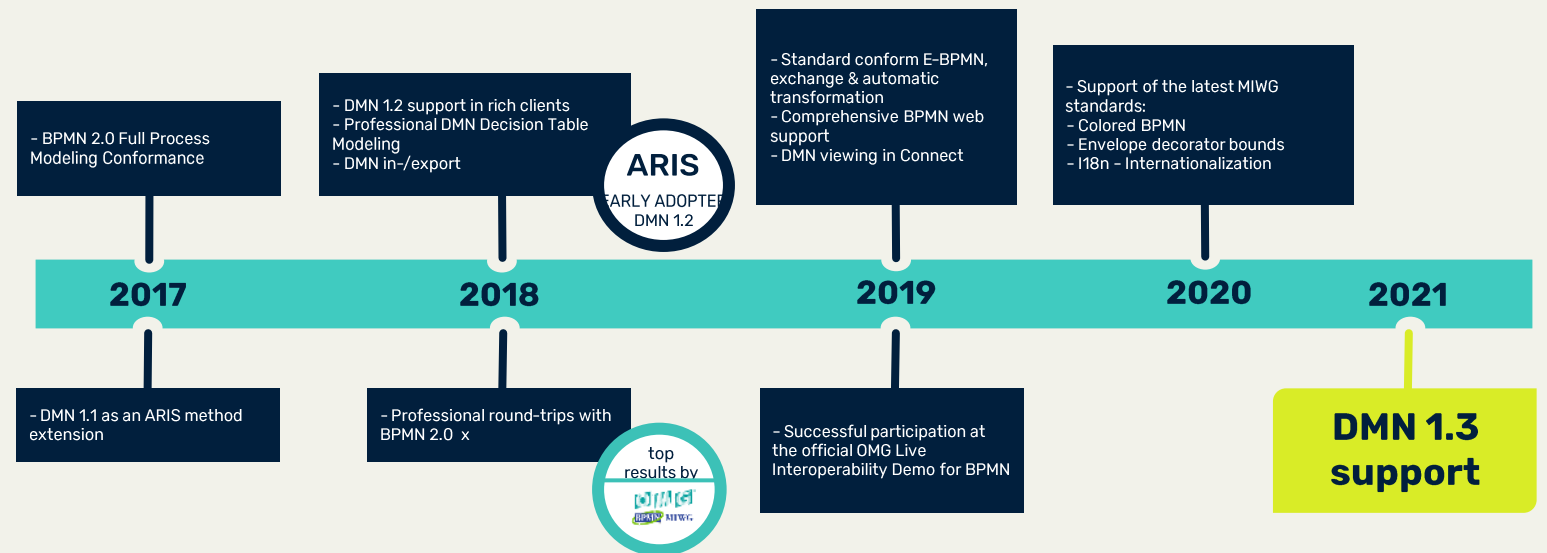 - BPMN 2.0 Full Process
Modeling Conformance
- DMN 1.2 support in rich clients
- Professional DMN Decision Table
Modeling
- DMN in-/export
ARIS
EARLY ADOPTER
DMN 1.2
- Standard conform E-BPMN,
exchange & automatic
transformation
- Comprehensive BPMN web
support
- DMN viewing in Connect
- Support of the latest MIWG
standards:
- Colored BPMN
- Envelope decorator bounds
- I18n - Internationalization
2017
2018
2019
2020
2021
- DMN 1.1 as an ARIS method
extension
- Professional round-trips with
BPMN 2.0 x
top
results by
OMG
BPMN MIWG
- Successful participation at
the official OMG Live
Interoperability Demo for BPMN
DMN 1.3
support